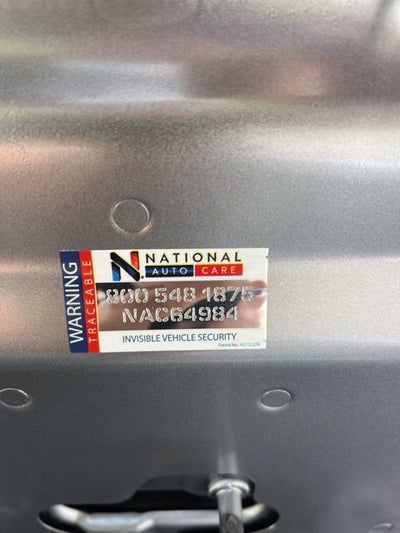 WARNING
TRACEABLE
N. NATIONAL
AUTO CARE
800 548 1875
NAC64984
INVISIBLE VEHICLE SECURITY